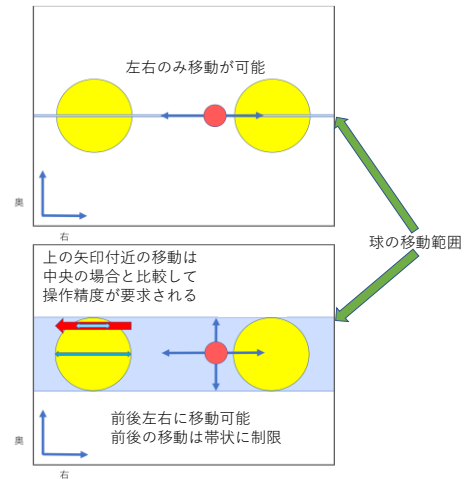 左右のみ移動が可能
奥
右
球の移動範囲
上の矢印付近の移動は
中央の場合と比較して
操作精度が要求される
前後左右に移動可能
前後の移動は帯状に制限
奥
右